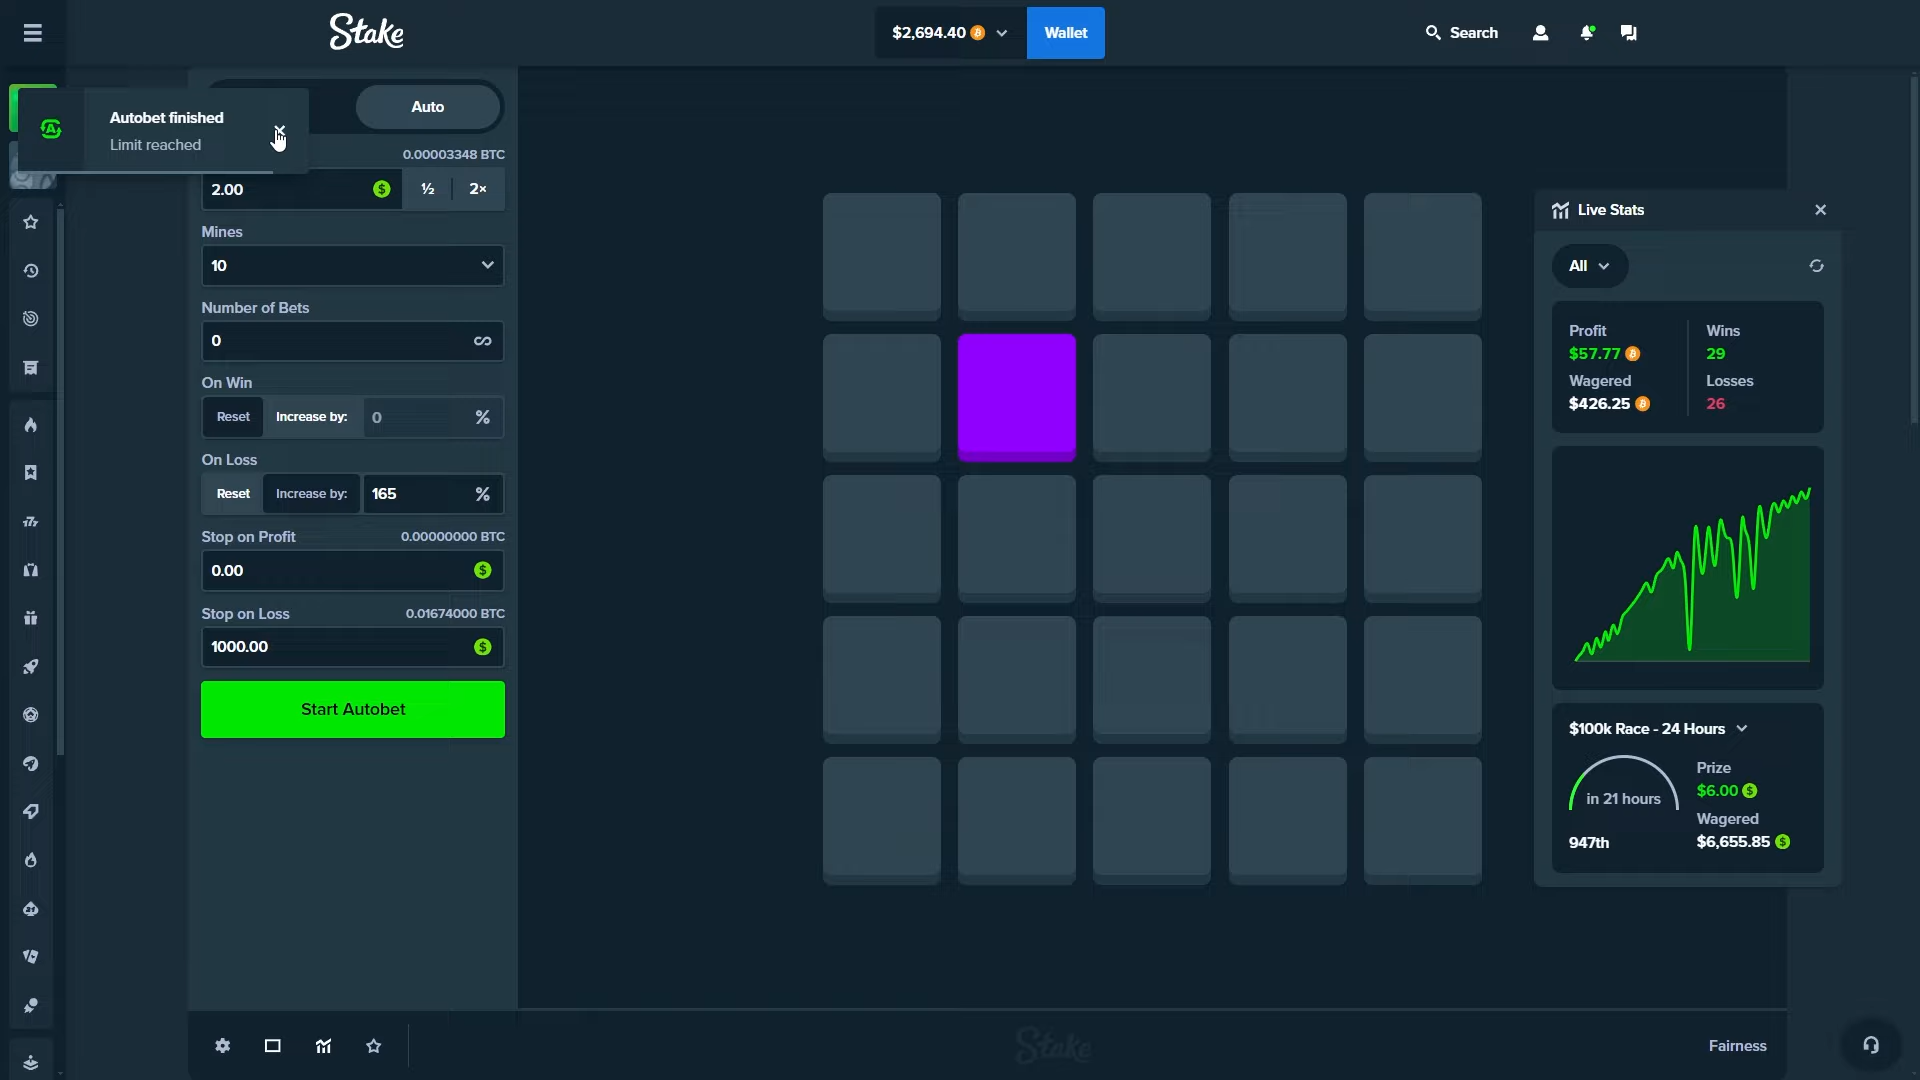 Stake
$2,694.40
Wallet
Search
Autobet finished
Limit reached
Auto
0.00003348 BTC
2.00
½
2×
Mines
10
Number of Bets
0
On Win
Reset
Increase by:
0
%
On Loss
Reset
Increase by:
165
%
Stop on Profit
0.00000000 BTC
0.00
Stop on Loss
0.01674000 BTC
1000.00
Start Autobet
Live Stats
All
Profit
Wins
$57.77
29
Wagered
Losses
$426.25
26
$100k Race - 24 Hours
Prize
$6.00
in 21 hours
Wagered
947th
$6,655.85
Stake
Fairness